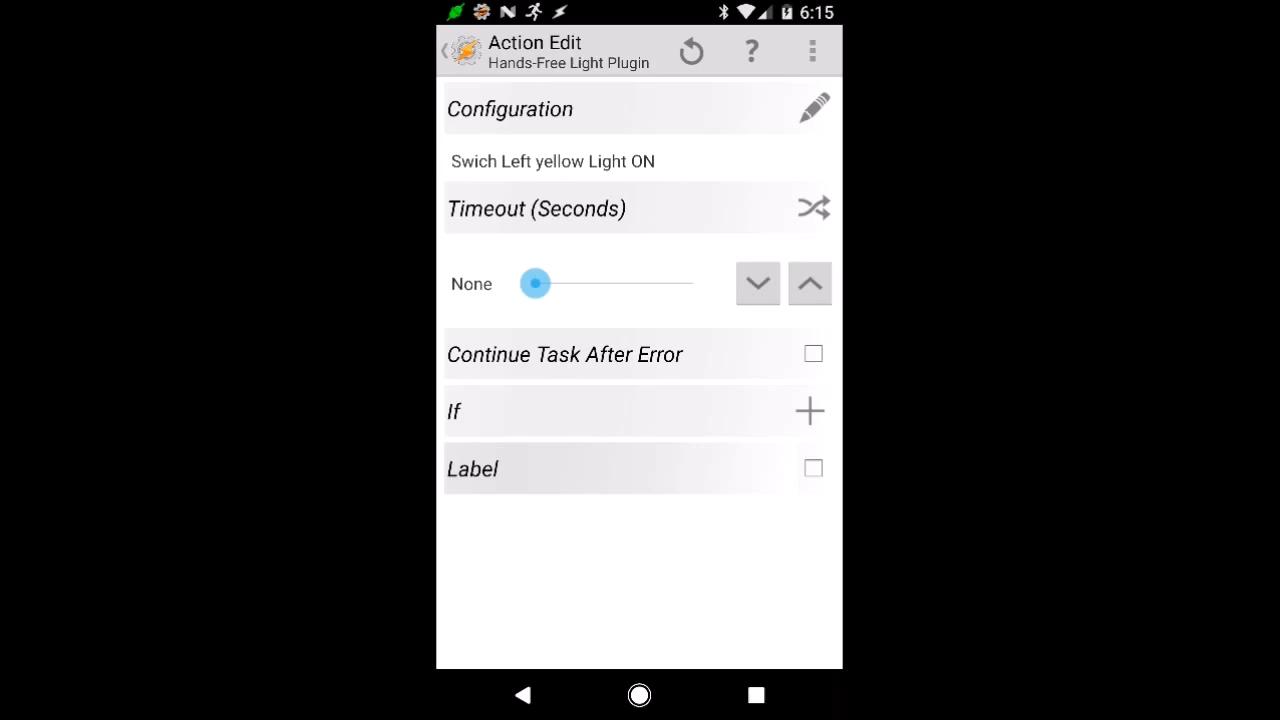 6:15
Action Edit
Hands-Free Light Plugin
?
Configuration
Swich Left yellow Light ON
Timeout (Seconds)
None
Continue Task After Error
If
Label